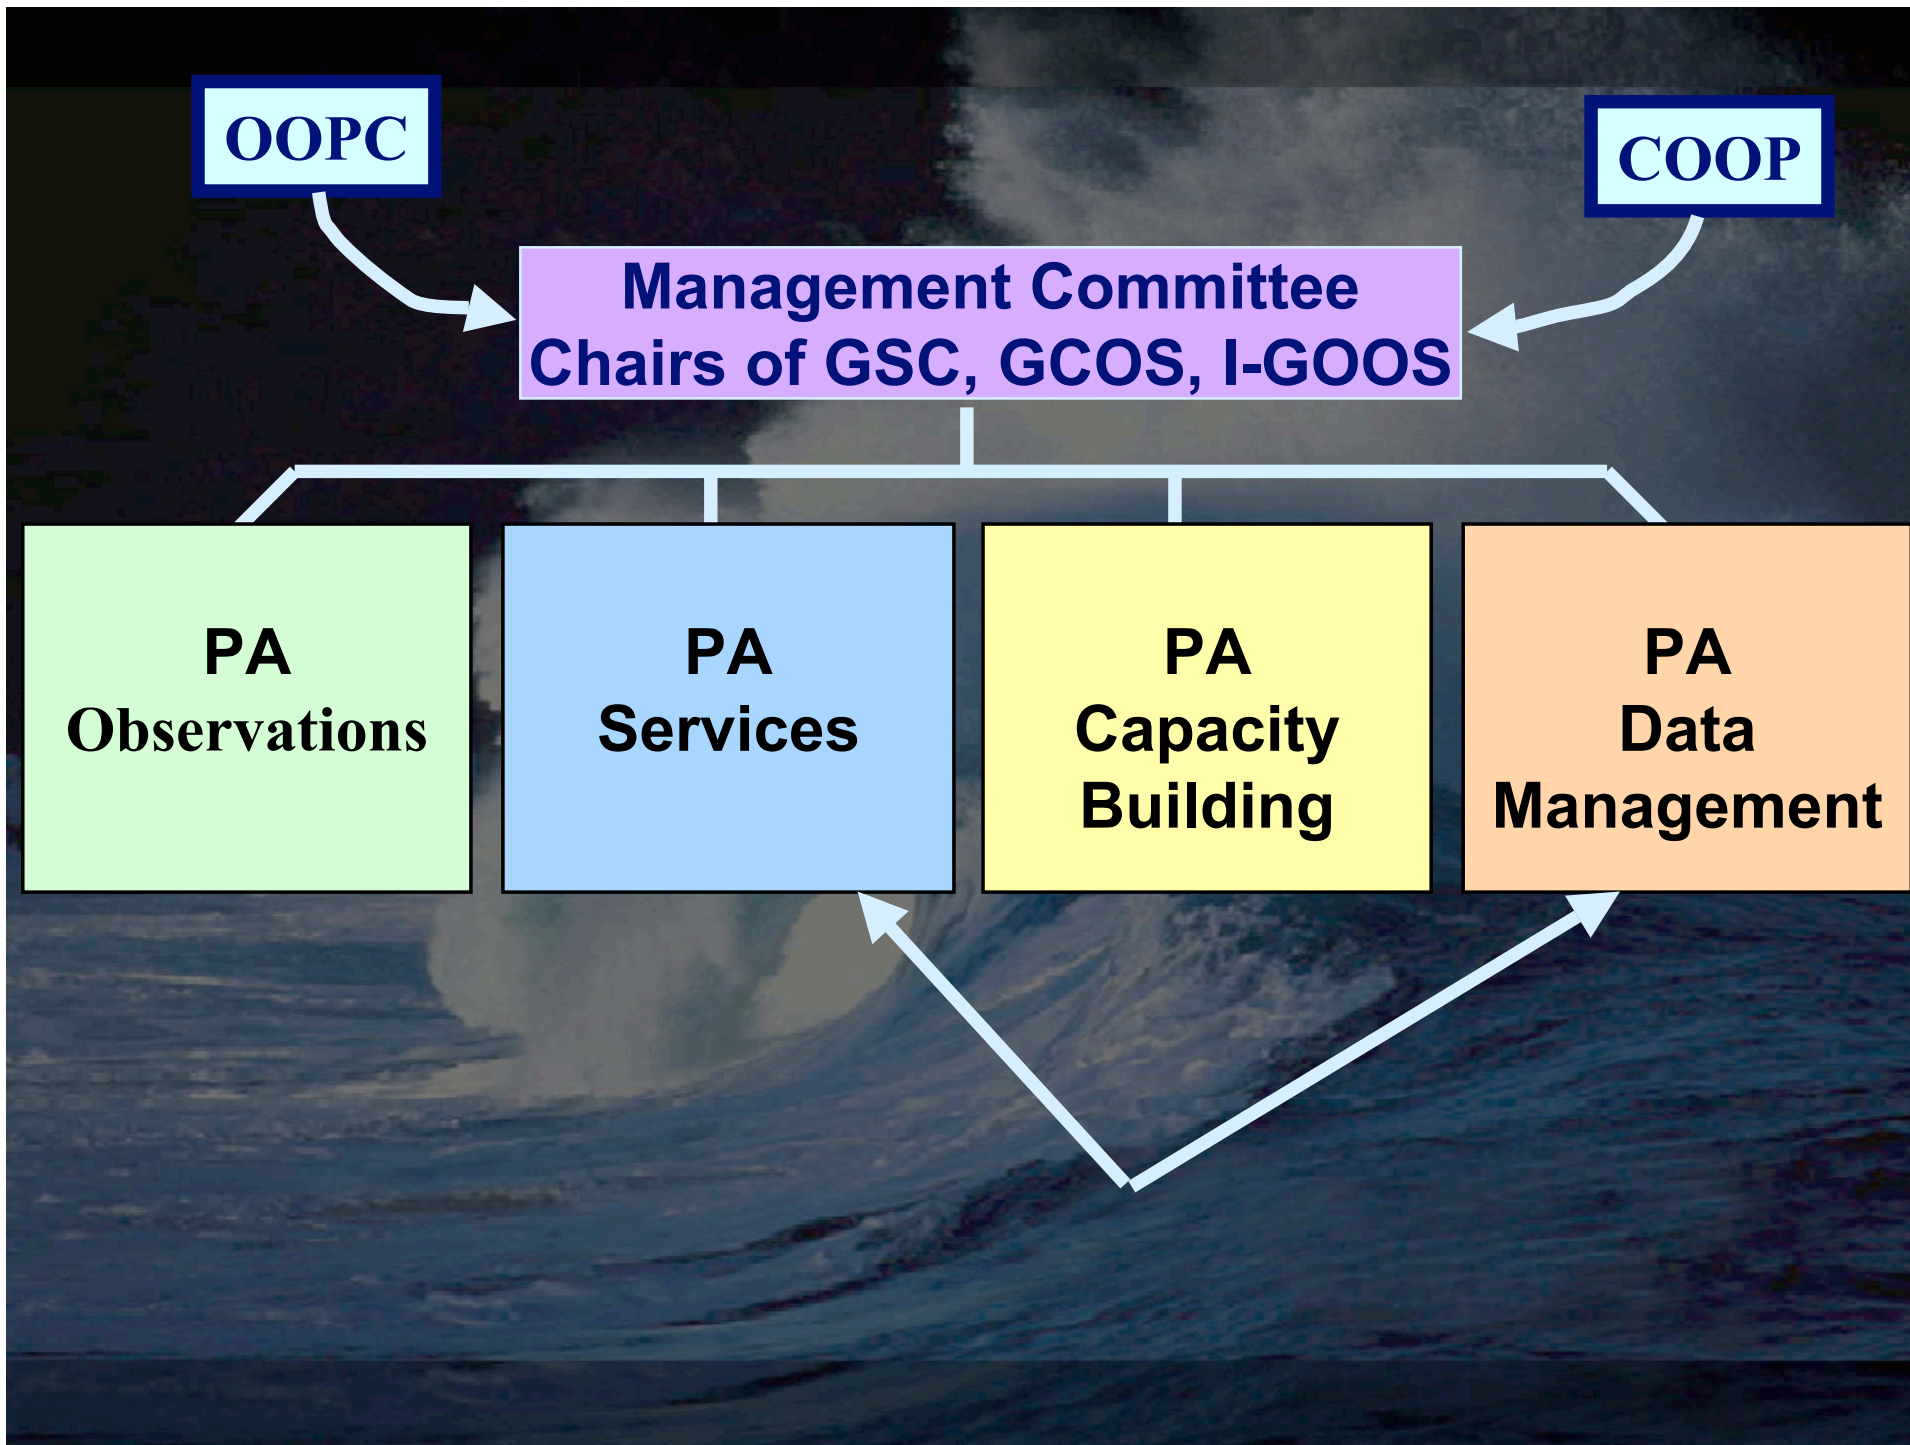 OOPC
COOP
Management Committee
Chairs of GSC, GCOS, I-GOOS
PA
Observations
PA
Services
PA
Capacity
Building
PA
Data
Management